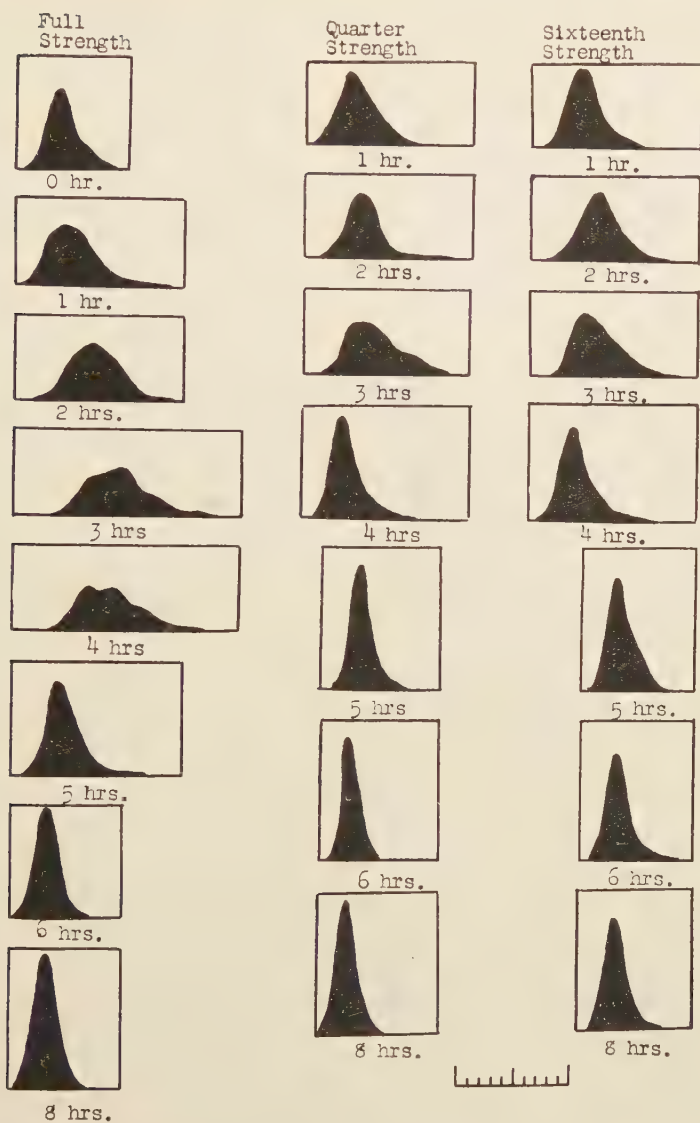 Full
Strength
0 hr.
1 hr.
2 hrs.
3 hrs
4 hrs
5 hrs.
6 hrs.
8 hrs.
Quarter
Strength
1 hr.
2 hrs.
3 hrs
4 hrs
5 hrs
6 hrs.
8 hrs.
Sixteenth
Strength
1 hr.
2 hrs.
3 hrs.
4 hrs.
5 hrs.
6 hrs.
8 hrs.